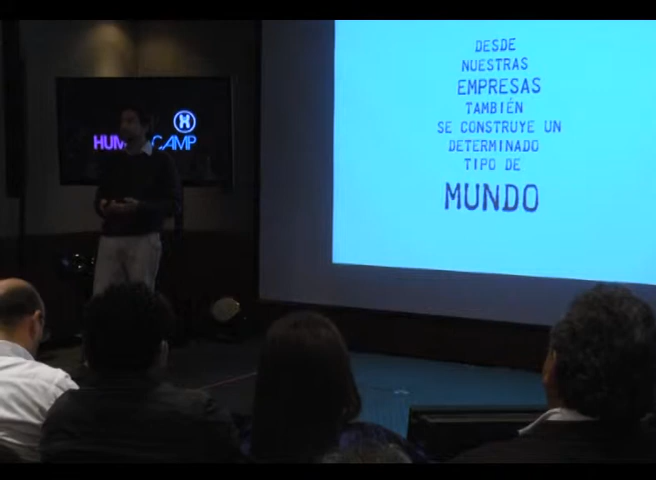 DESDE
NUESTRAS
EMPRESAS
TAMBIÉN
SE CONSTRUYE UN
DETERMINADO
TIPO DE
MUNDO
H
CAMP